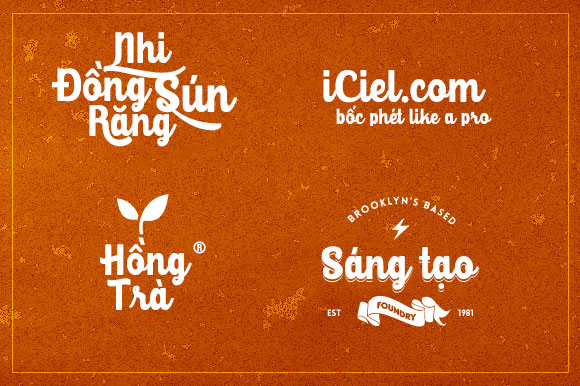 Nhi
Đồng Sún
Răng
iCiel.com
bốc phét like a pro
Hồng ®
Trà
BROOKLYN'S BASED
Sáng tạo
EST FOUNDRY 1981